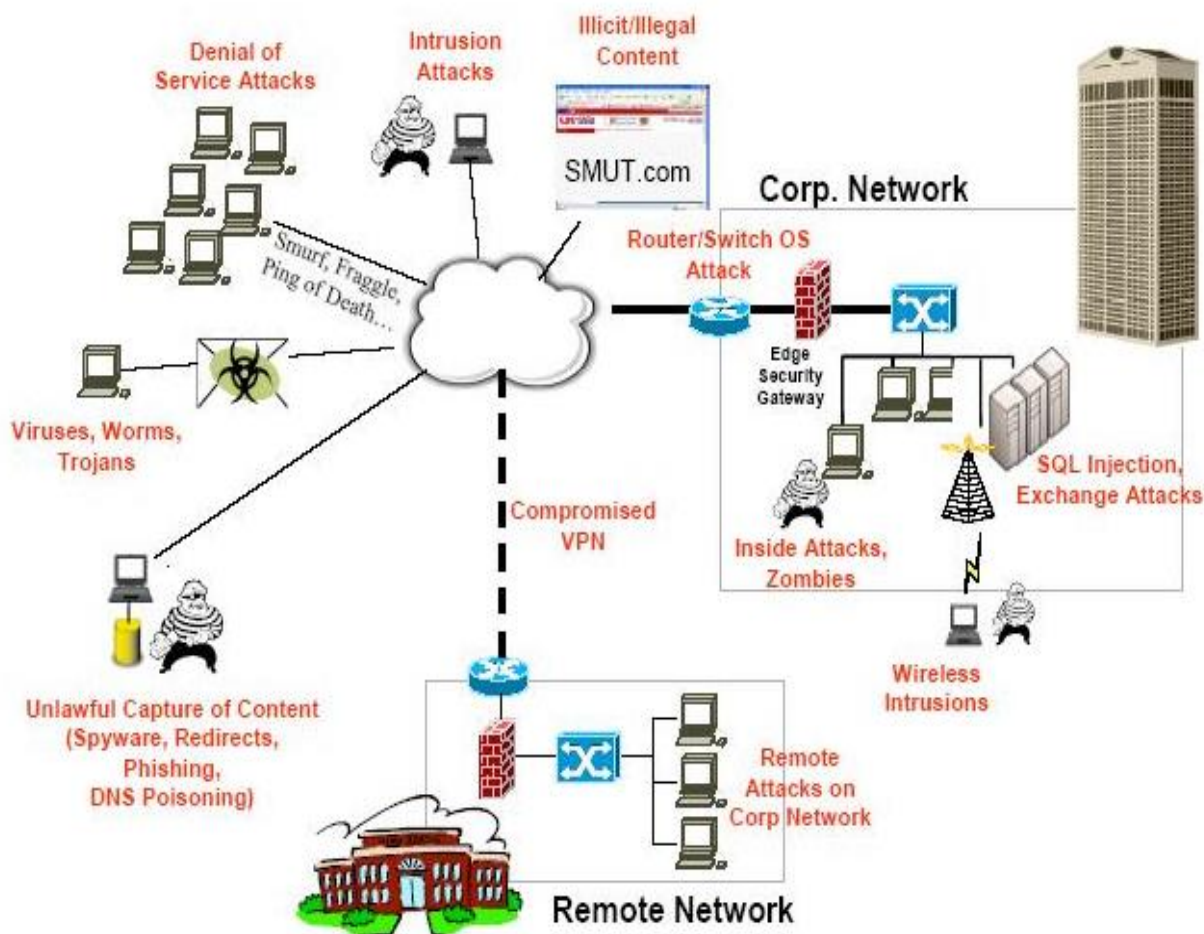 Denial of
Service Attacks
Intrusion
Attacks
Illicit/Illegal
Content
SMUT.com
Corp. Network
Smurf, Fraggle,
Ping of Death...
Router/Switch OS
Attack
Edge
Security
Gateway
Viruses, Worms,
Trojans
SQL Injection,
Exchange Attacks
Compromised
VPN
Inside Attacks,
Zombies
Wireless
Intrusions
Unlawful Capture of Content
(Spyware, Redirects,
Phishing,
DNS Poisoning)
Remote
Attacks on
Corp Network
Remote Network